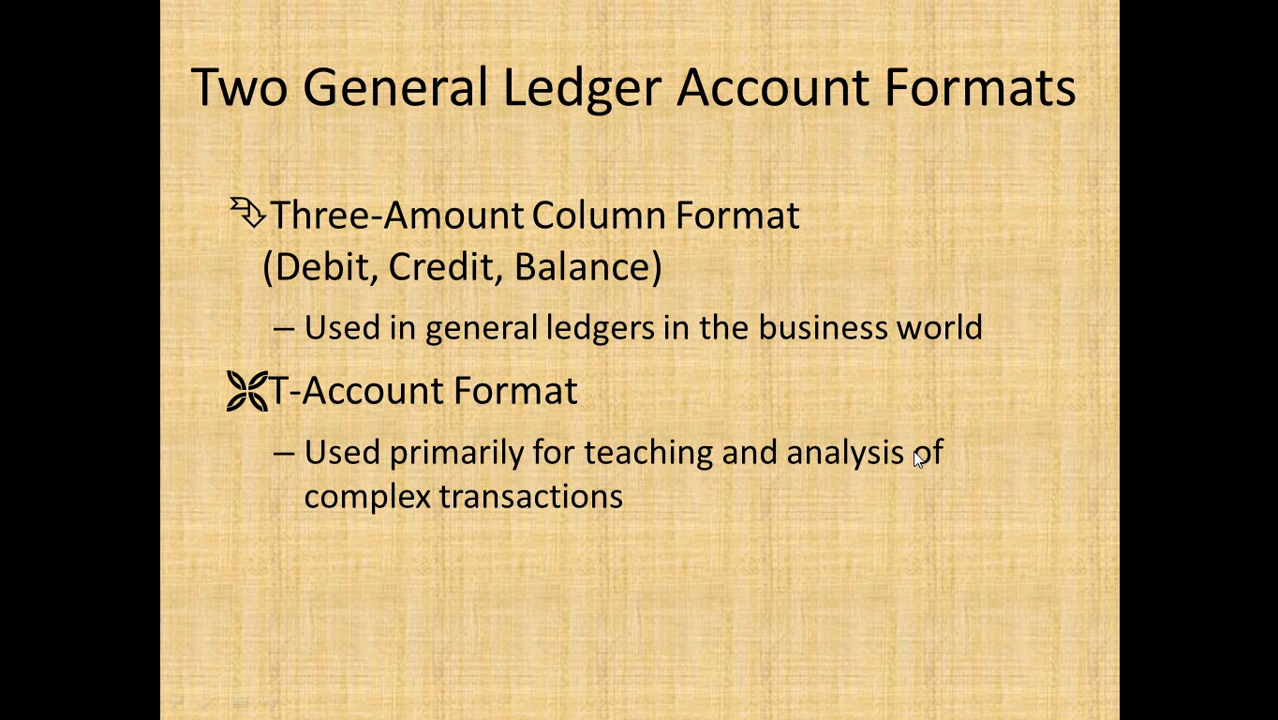 Two General Ledger Account Formats
Three-Amount Column Format
(Debit, Credit, Balance)
– Used in general ledgers in the business world
T-Account Format
– Used primarily for teaching and analysis of
complex transactions